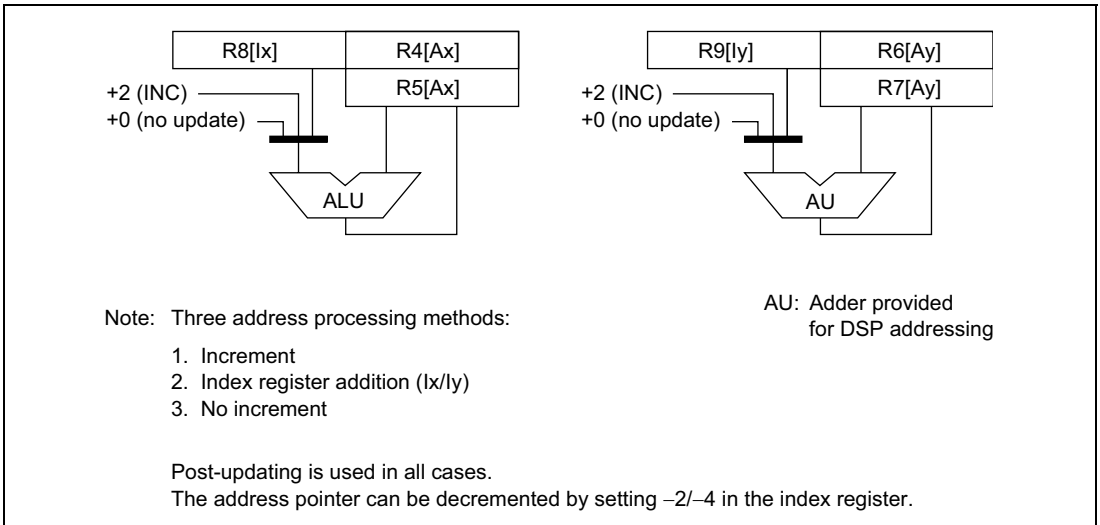 R8[Ix] R4[Ax]
R5[Ax]
+2 (INC)
+0 (no update)
ALU
R9[Iy] R6[Ay]
R7[Ay]
+2 (INC)
+0 (no update)
AU
AU: Adder provided
for DSP addressing
Note: Three address processing methods:
1. Increment
2. Index register addition (Ix/Iy)
3. No increment
Post-updating is used in all cases.
The address pointer can be decremented by setting −2/−4 in the index register.